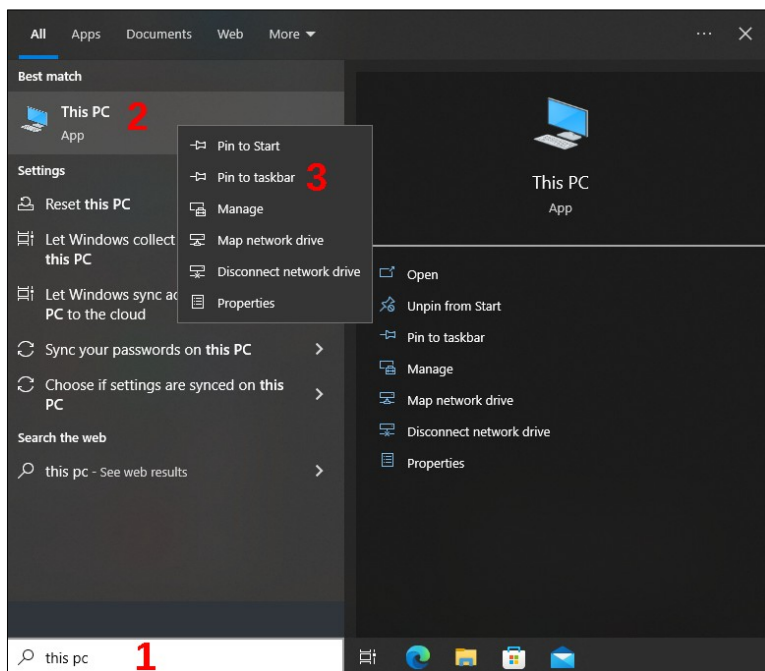 All Apps Documents Web More
Best match
This PC 2
App
Settings
Reset this PC
Let Windows collect
this PC
Let Windows sync ac
PC to the cloud
Sync your passwords on this PC
Choose if settings are synced on this
PC
Search the web
this pc - See web results
Pin to Start
Pin to taskbar 3
Manage
Map network drive
Disconnect network drive
Properties
This PC
App
Open
Unpin from Start
Pin to taskbar
Manage
Map network drive
Disconnect network drive
Properties
this pc 1